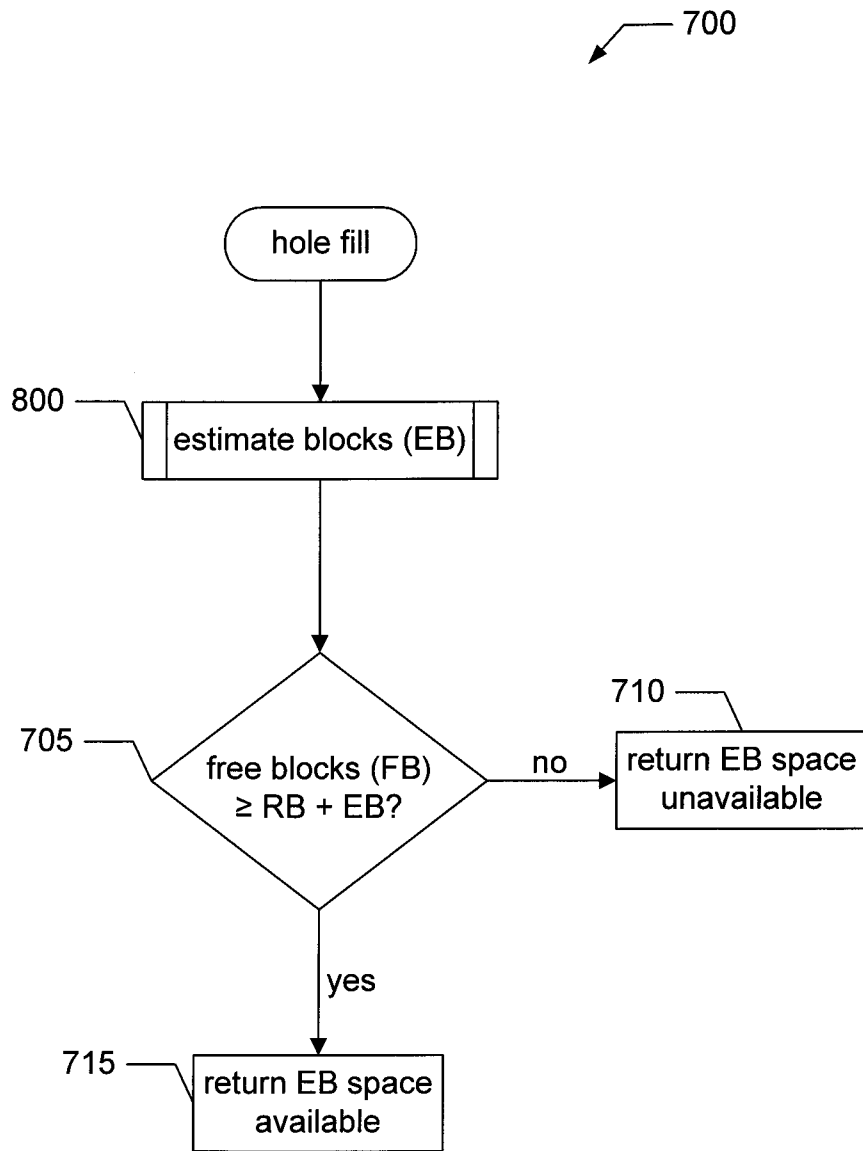 700
hole fill
800
estimate blocks (EB)
705
free blocks (FB)
≥ RB + EB?
no
710
return EB space
unavailable
yes
715
return EB space
available